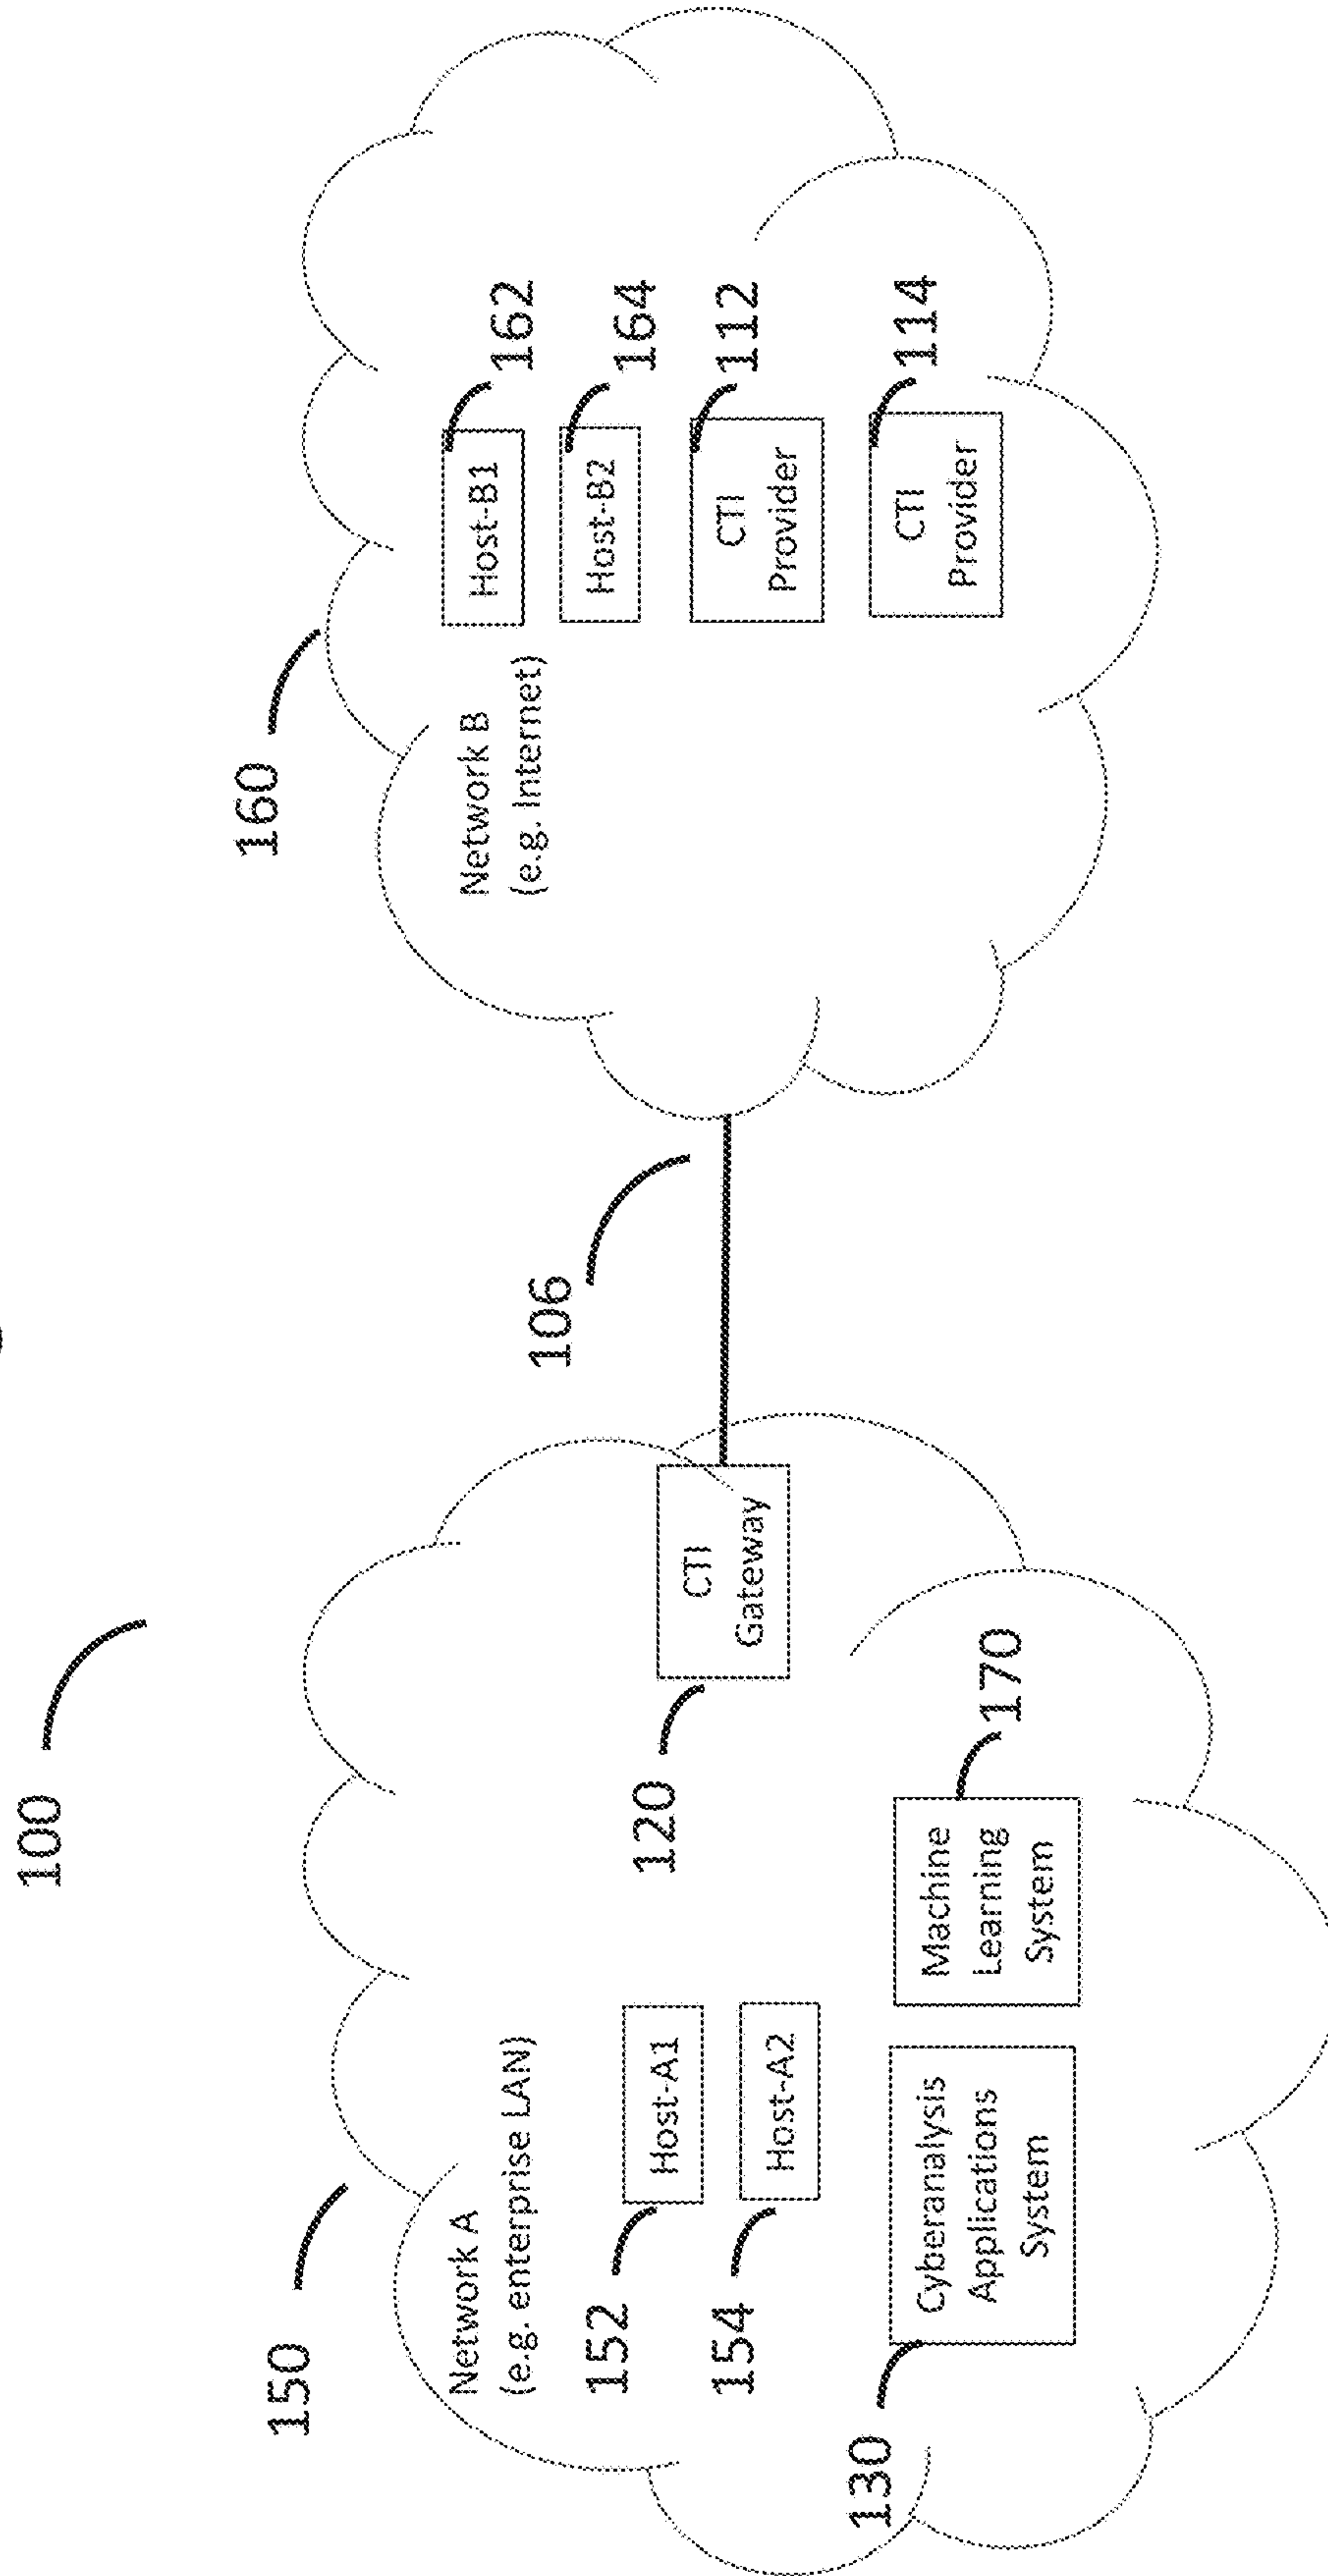 100
150
Network A
(e.g. enterprise LAN)
152
Host-A1
154
Host-A2
130
Cyberanalysis
Applications
System
Machine
Learning
System
170
120
CTI
Gateway
106
160
Network B
(e.g. Internet)
Host-B1
162
Host-B2
164
CTI
Provider
112
CTI
Provider
114